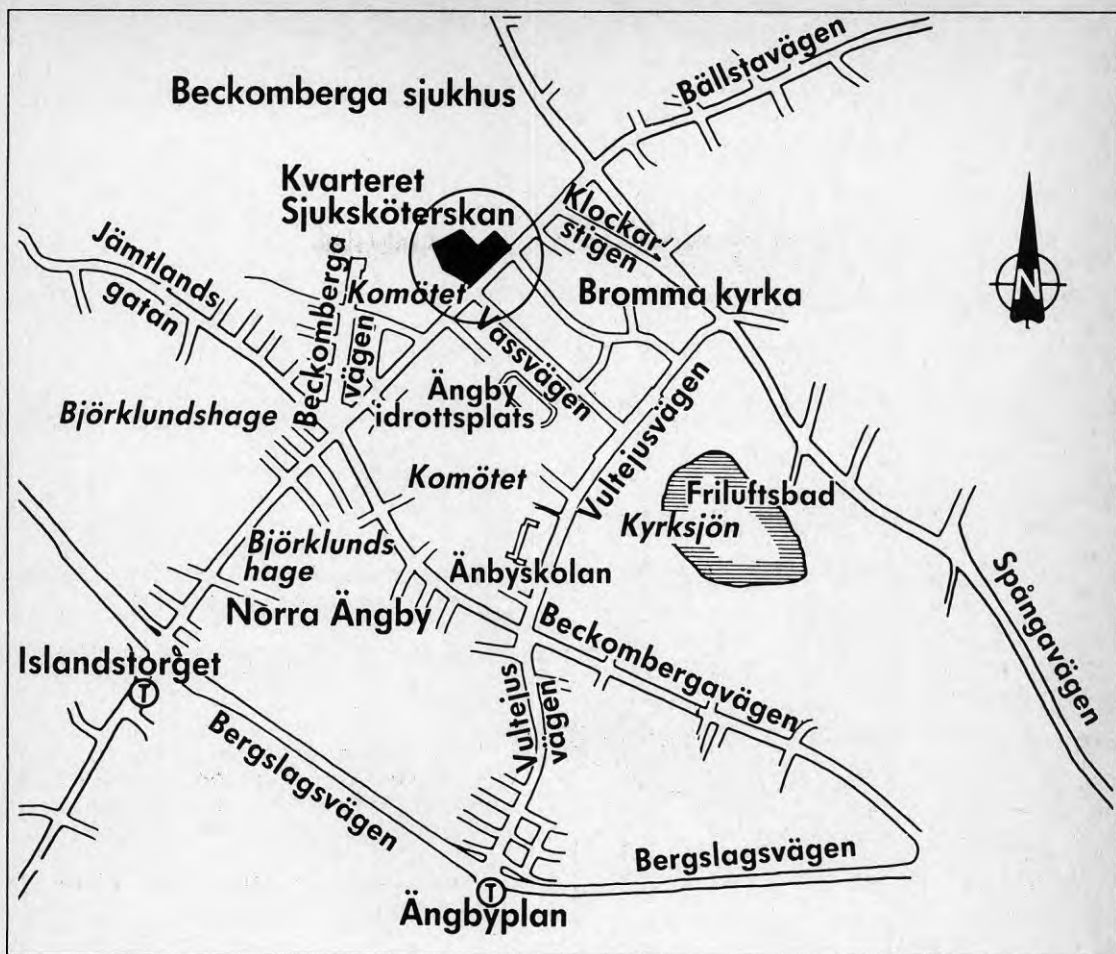 Bällstavägen
Beckomberga sjukhus
Kvarteret
Sjuksköterskan
Klockar
stigen
Jämtlands
gatan
Beckomberga
vägen
Komötet
Bromma kyrka
N
Vassvägen
Ängby
idrottsplats
Björklundshage
Komötet
Vultejusvägen
Friluftsbad
Kyrksjön
Björklunds
hage
Änbyskolan
Norra Ängby
Spångavägen
Beckombergavägen
Islandstorget
T
Vultejus
vägen
Bergslagsvägen
Bergslagsvägen
T
Ängbyplan